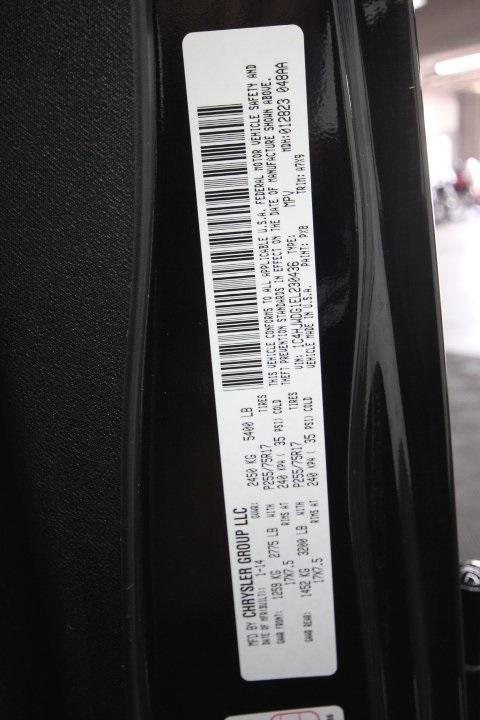 MFD BY CHRYSLER GROUP LLC
DATE OF MFR(BUILT): 1-14 GVWR: 2450 KG 5400 LB
GAWR FRONT: 1259 KG 2775 LB WITH P255/75R17 TIRES
17X7.5 RIMS AT 240 KPA ( 35 PSI) COLD
GAWR REAR: 1452 KG 3200 LB WITH P255/75R17 TIRES
17X7.5 RIMS AT 240 KPA ( 35 PSI) COLD
THIS VEHICLE CONFORMS TO ALL APPLICABLE U.S.A. FEDERAL MOTOR VEHICLE SAFETY AND
THEFT PREVENTION STANDARDS IN EFFECT ON THE DATE OF MANUFACTURE SHOWN ABOVE.
VIN: 1C4HJWDG1EL230436 TYPE: MPV MDH:012823 048AA
VEHICLE MADE IN U.S.A. PAINT: PX8 TRIM: A7X9